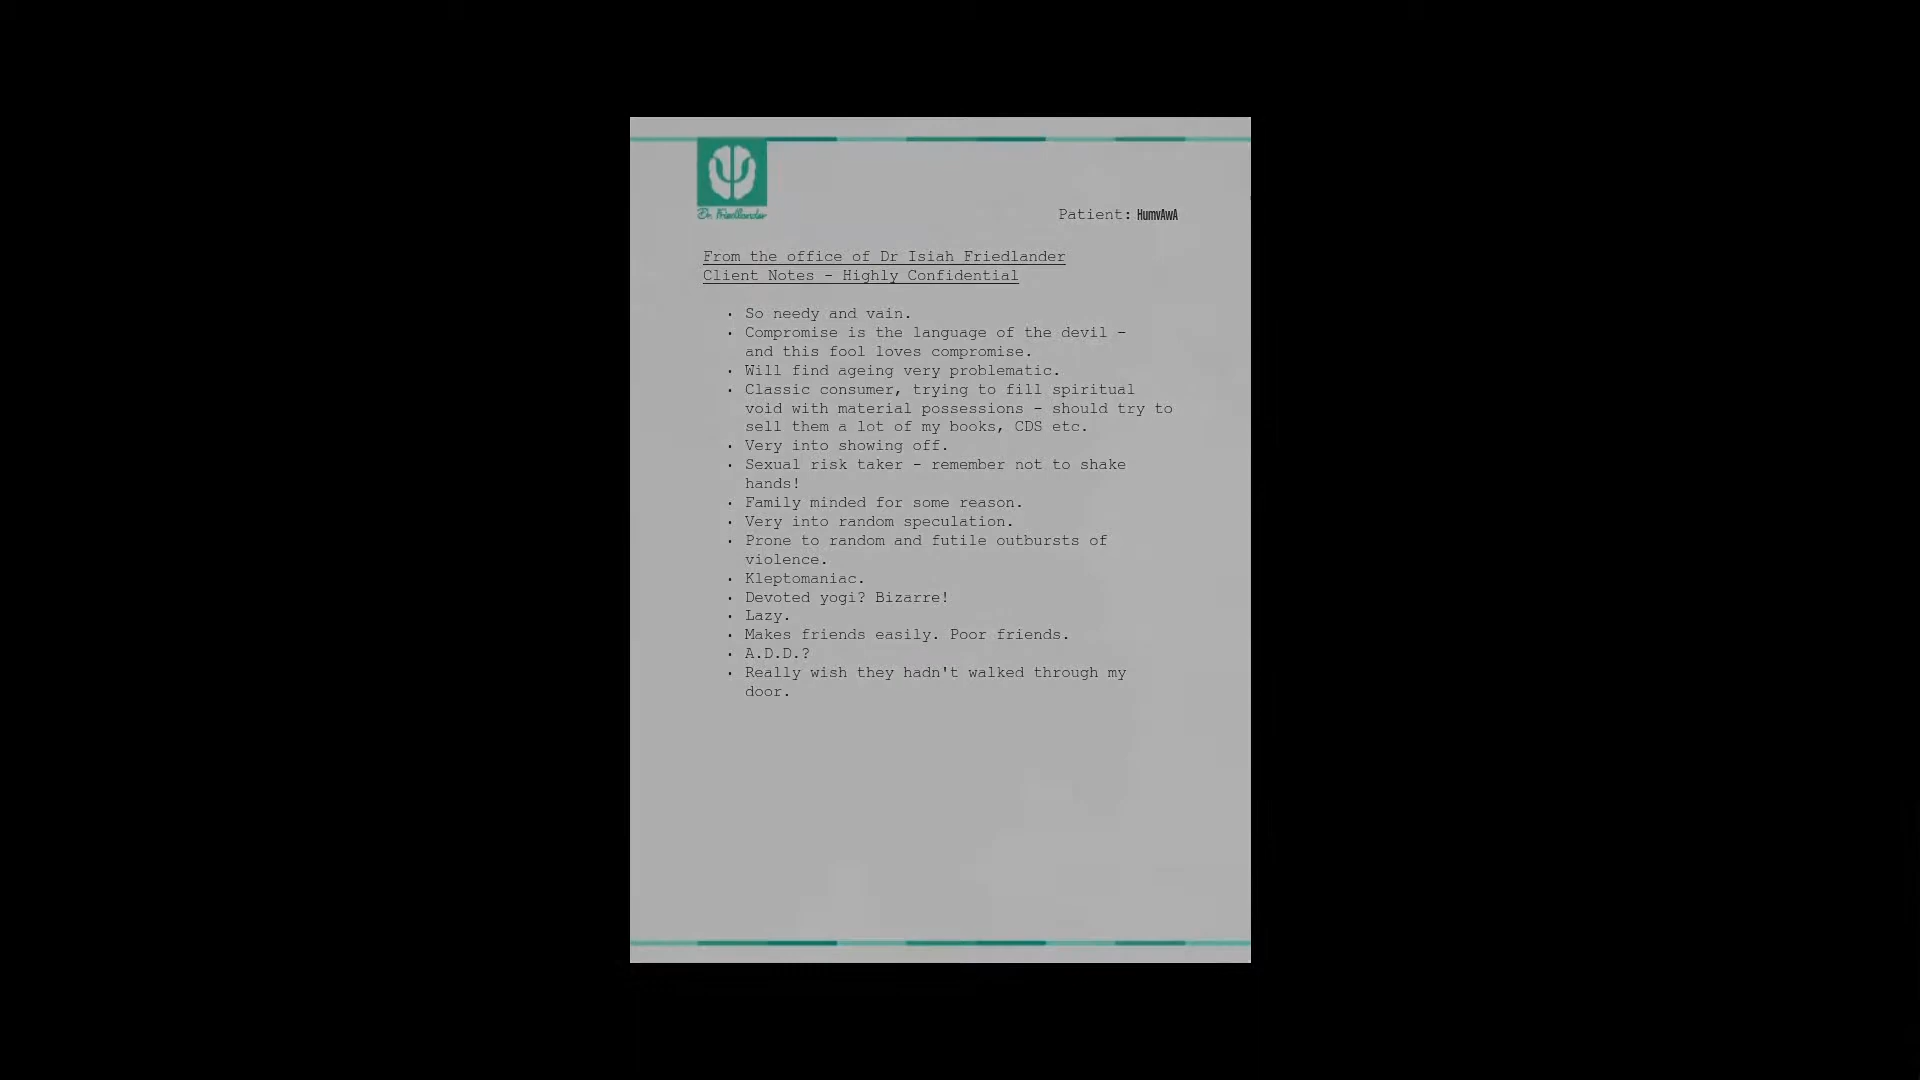 Dr. Friedlander
Patient: HumvAwA
From the office of Dr Isiah Friedlander
Client Notes - Highly Confidential
• So needy and vain.
• Compromise is the language of the devil -
and this fool loves compromise.
• Will find ageing very problematic.
• Classic consumer, trying to fill spiritual
void with material possessions - should try to
sell them a lot of my books, CDS etc.
• Very into showing off.
• Sexual risk taker - remember not to shake
hands!
• Family minded for some reason.
• Very into random speculation.
• Prone to random and futile outbursts of
violence.
• Kleptomaniac.
• Devoted yogi? Bizarre!
• Lazy.
• Makes friends easily. Poor friends.
• A.D.D.?
• Really wish they hadn't walked through my
door.